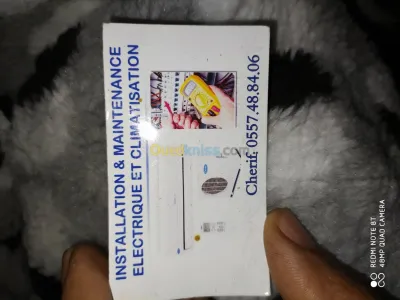 INSTALLATION & MAINTENANCE
ELECTRIQUE ET CLIMATISATION
Ouedkniss.com
Cherif: 0557.48.84.06
REDMI NOTE 8T
48MP QUAD CAMERA